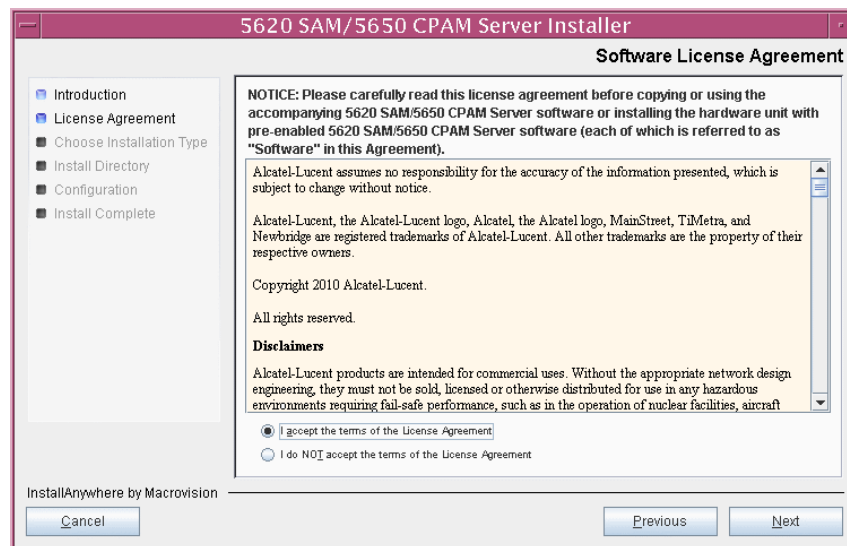 5620 SAM/5650 CPAM Server Installer
Software License Agreement
Introduction
License Agreement
Choose Installation Type
Install Directory
Configuration
Install Complete
NOTICE: Please carefully read this license agreement before copying or using the
accompanying 5620 SAM/5650 CPAM Server software or installing the hardware unit with
pre-enabled 5620 SAM/5650 CPAM Server software (each of which is referred to as
"Software" in this Agreement).
Alcatel-Lucent assumes no responsibility for the accuracy of the information presented, which is
subject to change without notice.
Alcatel-Lucent, the Alcatel-Lucent logo, Alcatel, the Alcatel logo, MainStreet, TiMetra, and
Newbridge are registered trademarks of Alcatel-Lucent. All other trademarks are the property of their
respective owners.
Copyright 2010 Alcatel-Lucent.
All rights reserved.
Disclaimers
Alcatel-Lucent products are intended for commercial uses. Without the appropriate network design
engineering, they must not be sold, licensed or otherwise distributed for use in any hazardous
environments requiring fail-safe performance, such as in the operation of nuclear facilities, aircraft
I accept the terms of the License Agreement
I do NOT accept the terms of the License Agreement
InstallAnywhere by Macrovision
Cancel
Previous
Next